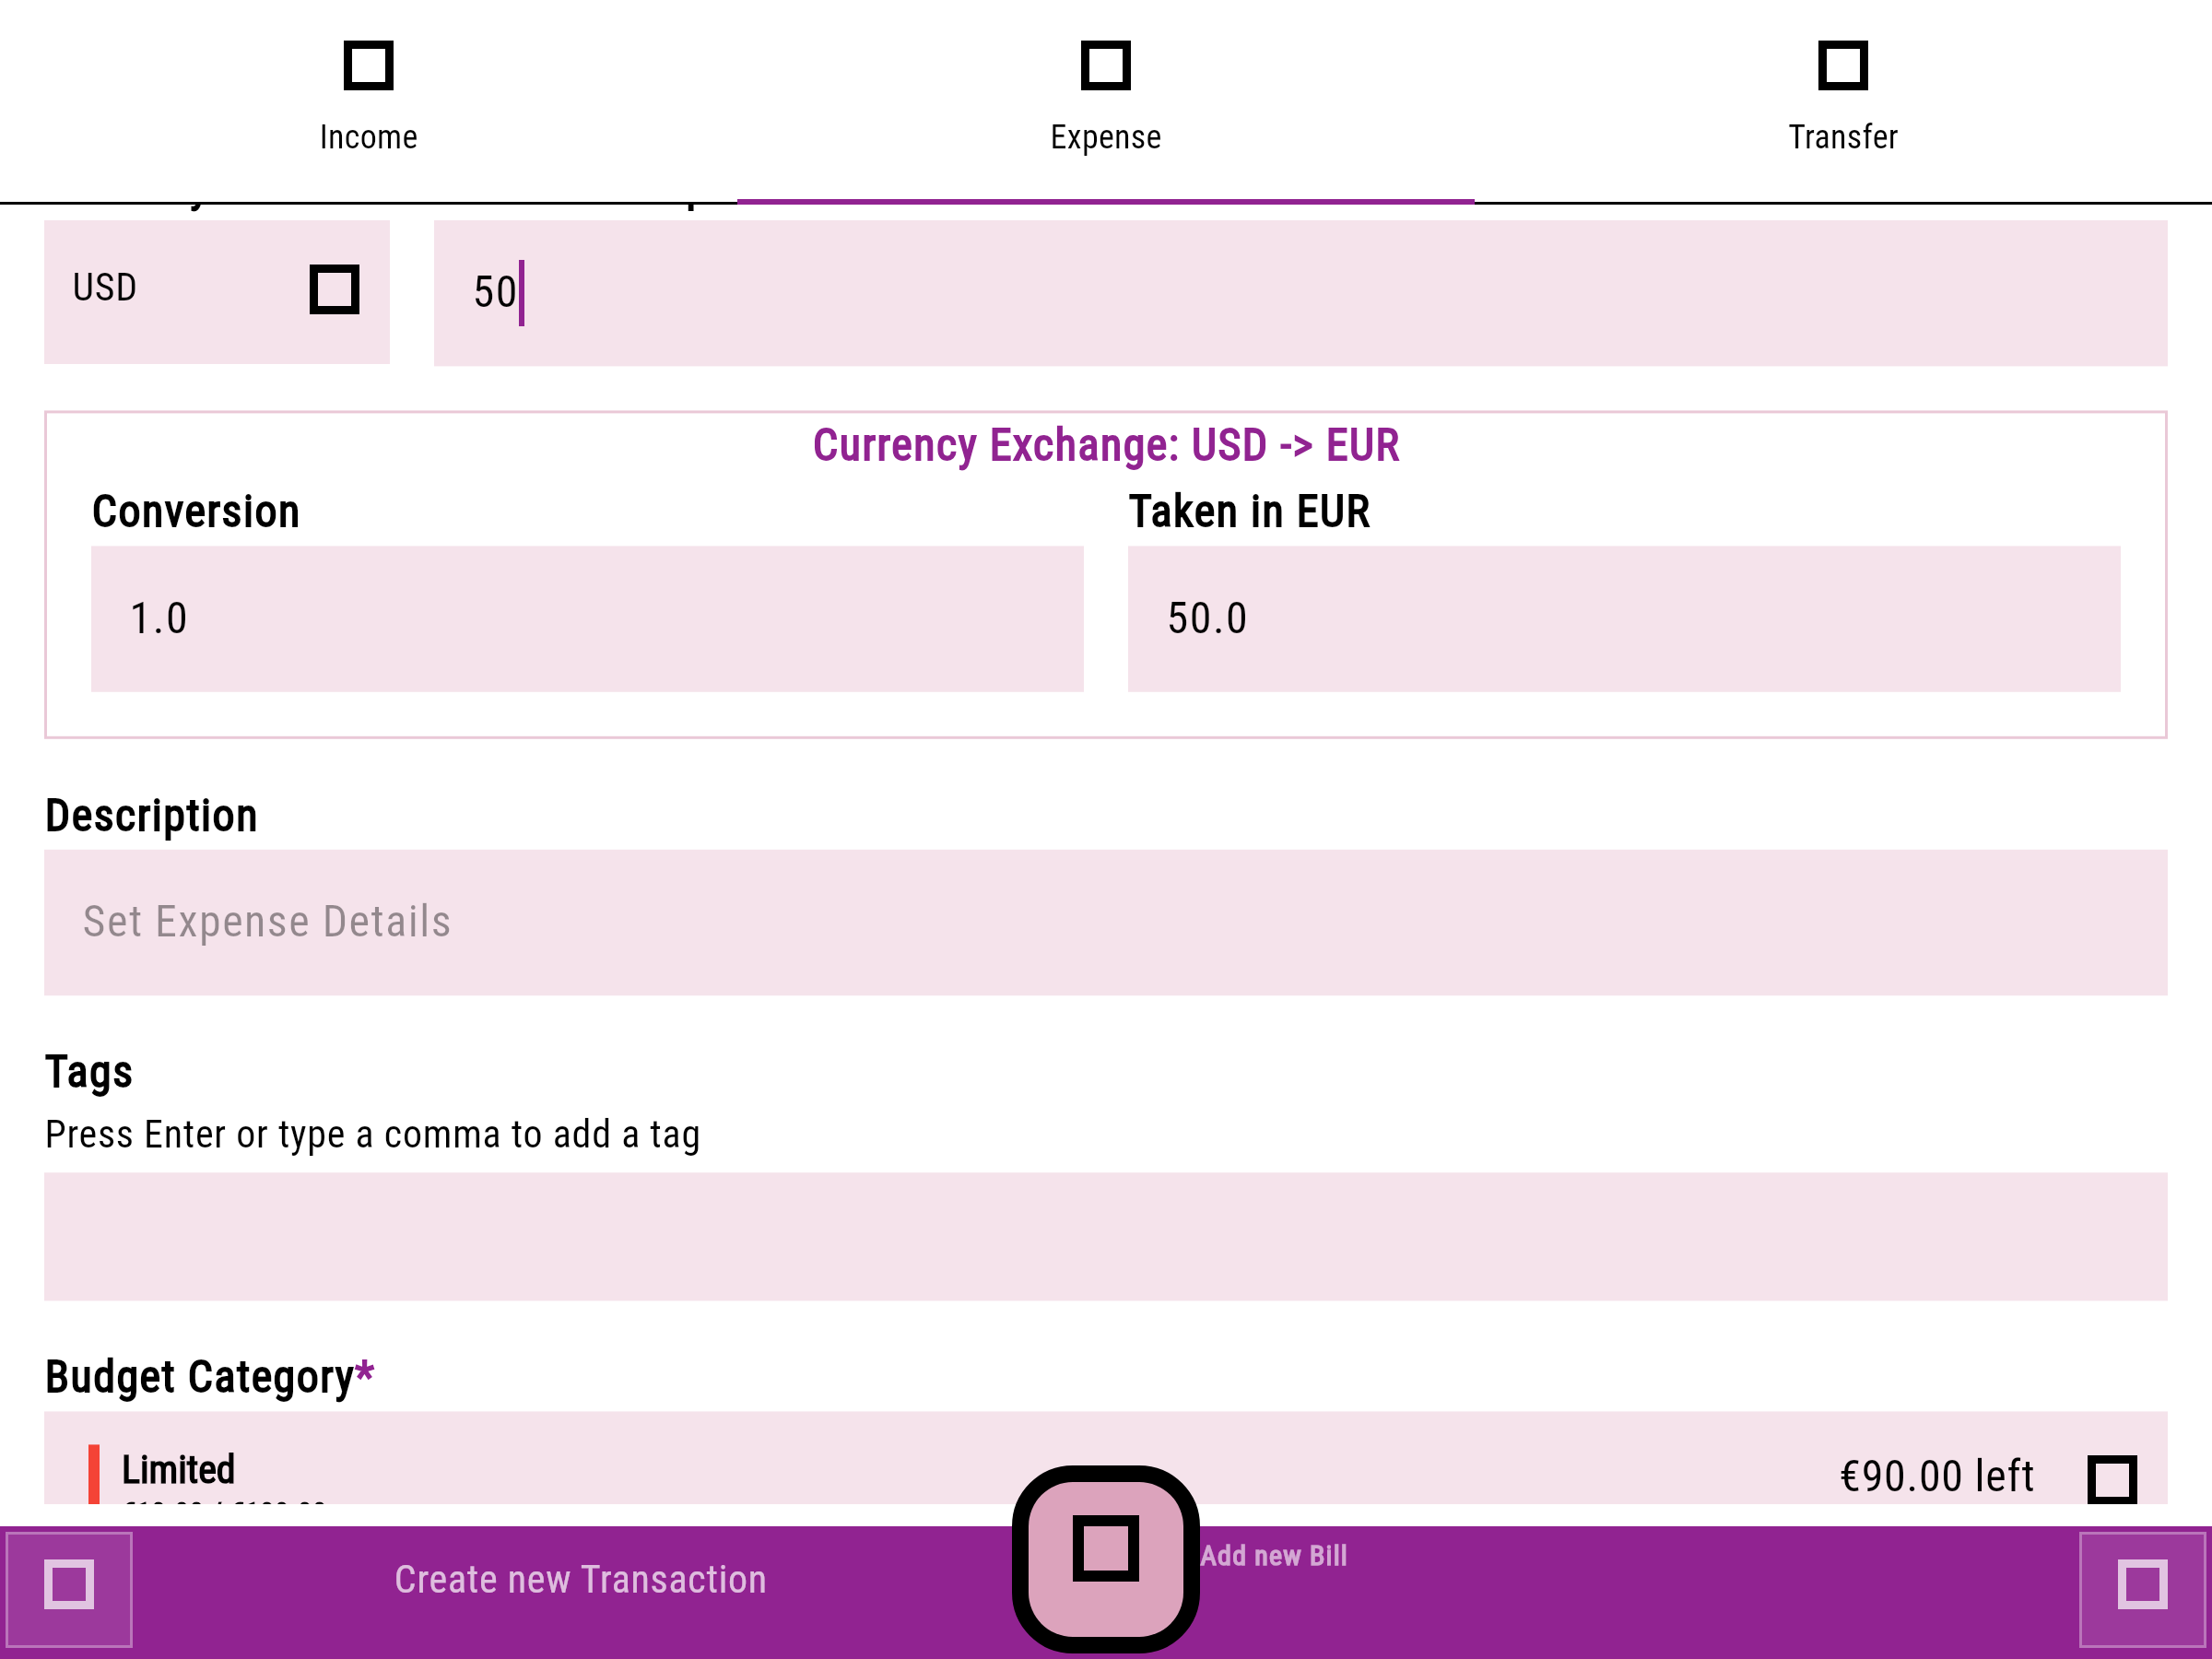 Income
Expense
Transfer
USD
50
Currency Exchange: USD -> EUR
Conversion
Taken in EUR
1.0
50.0
Description
Set Expense Details
Tags
Press Enter or type a comma to add a tag
Budget Category*
Limited
€90.00 left
Create new Transaction
Add new Bill